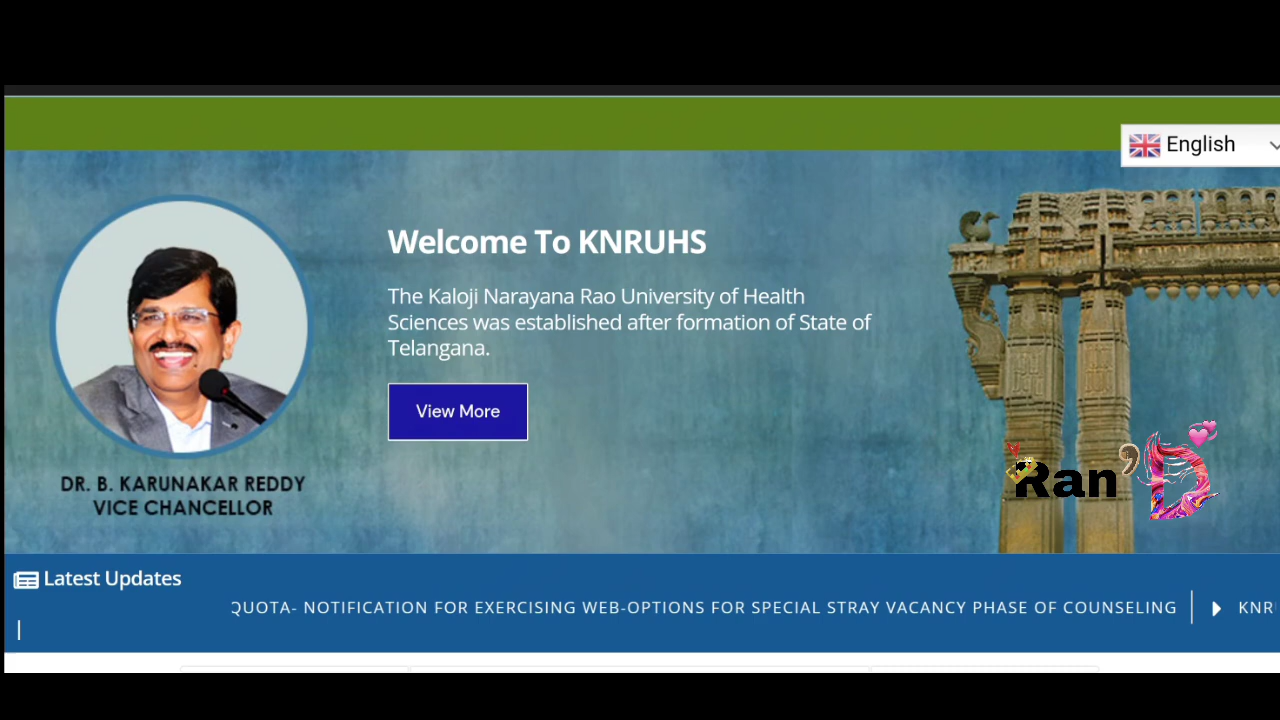 English
Welcome To KNRUHS
The Kaloji Narayana Rao University of Health
Sciences was established after formation of State of
Telangana.
View More
DR. B. KARUNAKAR REDDY
VICE CHANCELLOR
Ran'D
Latest Updates
QUOTA- NOTIFICATION FOR EXERCISING WEB-OPTIONS FOR SPECIAL STRAY VACANCY PHASE OF COUNSELING
KNR